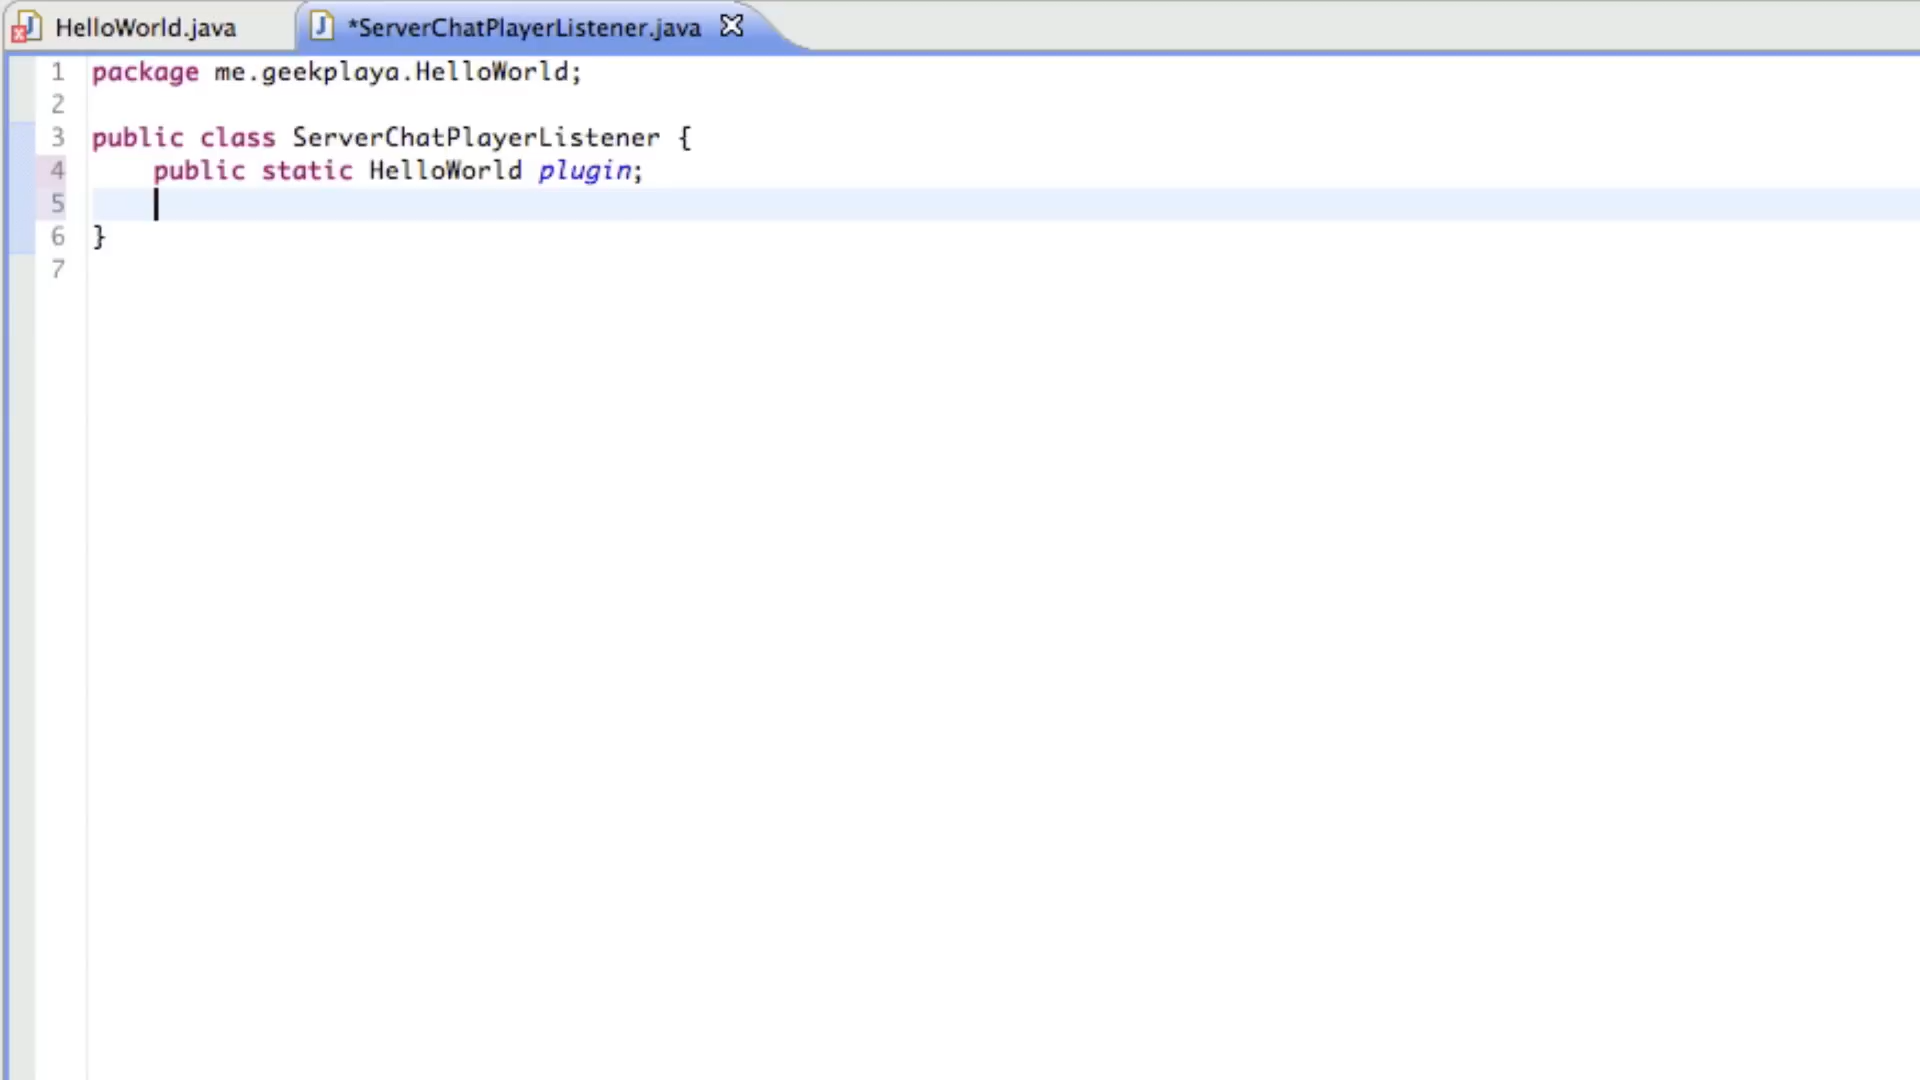 HelloWorld.java
*ServerChatPlayerListener.java
1 package me.geekplaya.HelloWorld;
2
3 public class ServerChatPlayerListener {
4 public static HelloWorld plugin;
5
6 }
7